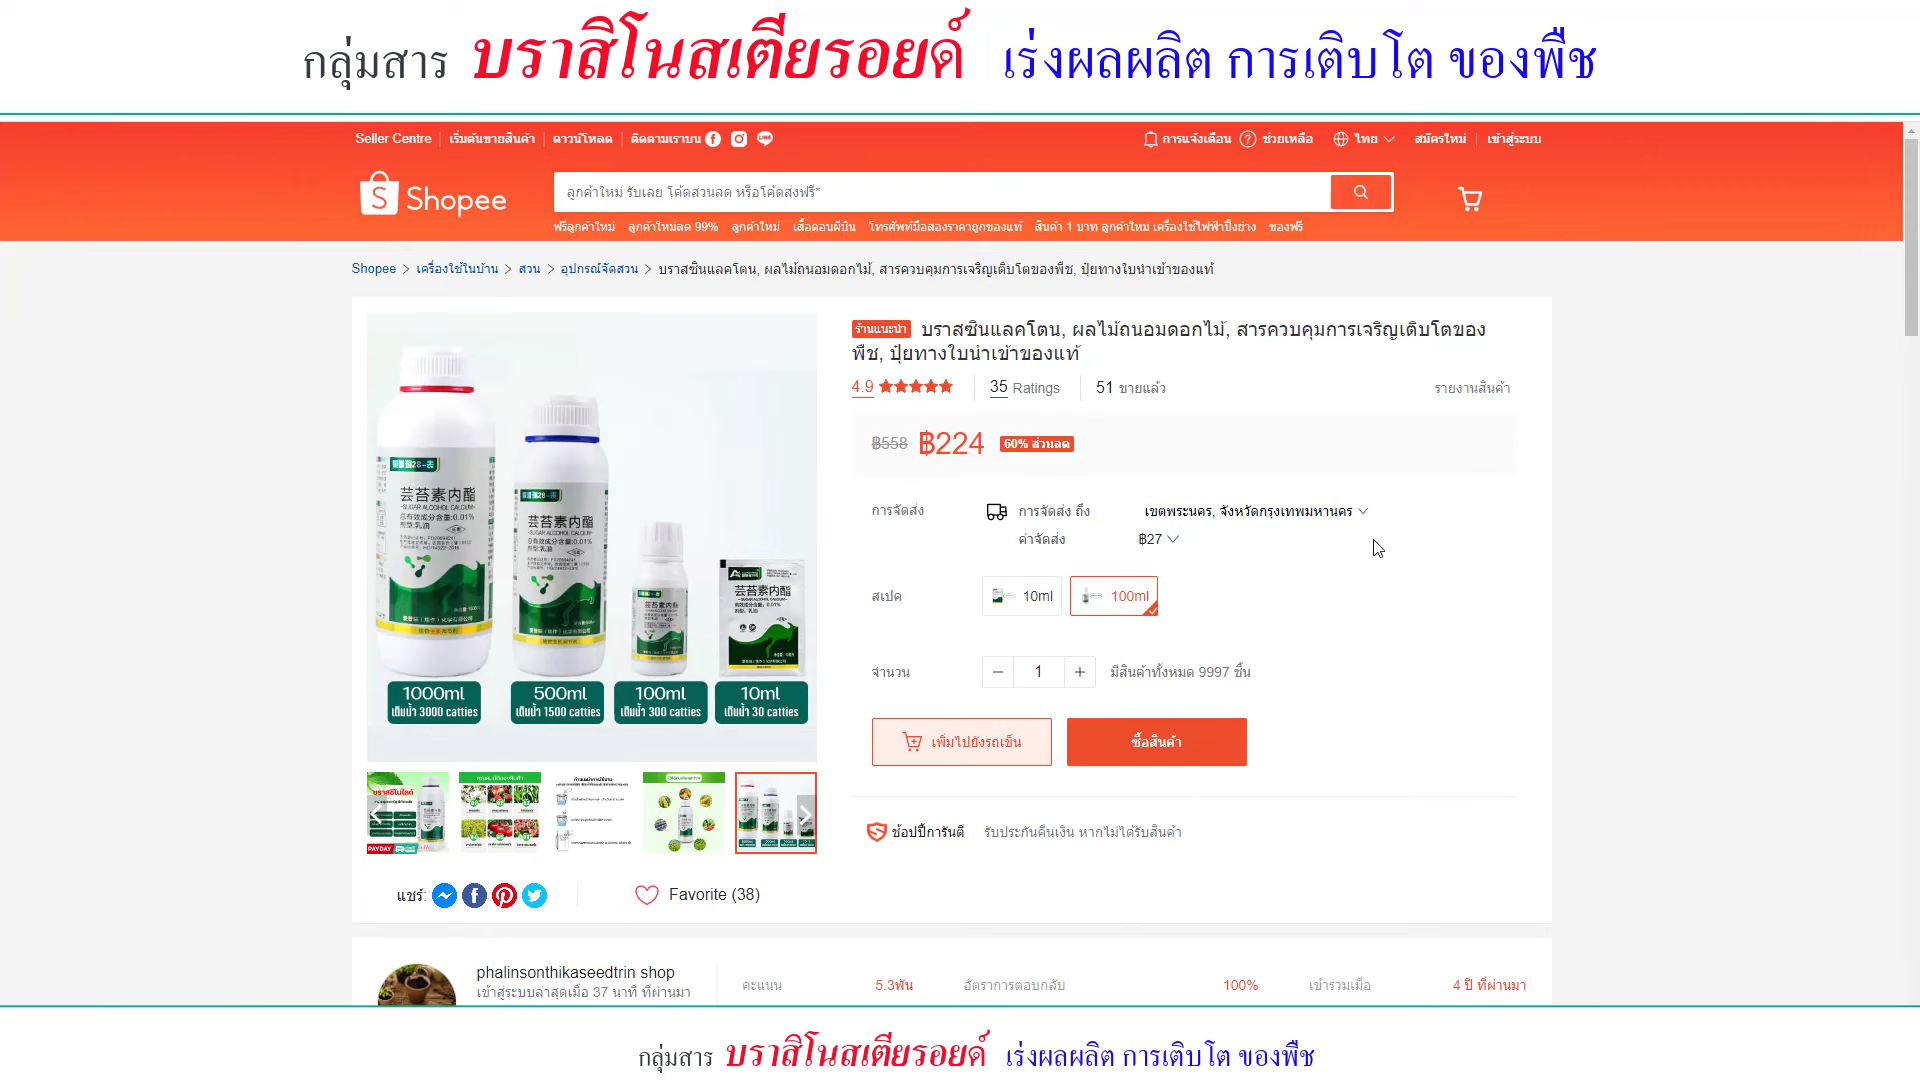 กลุ่มสาร บราสิโนสเตียรอยด์ เร่งผลผลิต การเติบโต ของพืช
Seller Centre เริ่มต้นขายสินค้า ดาวน์โหลด ติดตามเราบน การแจ้งเตือน ช่วยเหลือ ไทย สมัครใหม่ เข้าสู่ระบบ
Shopee
ลูกค้าใหม่ รับเลย โค้ดส่วนลด หรือโค้ดส่งฟรี*
ฟรีลูกค้าใหม่ ลูกค้าใหม่ลด 99% ลูกค้าใหม่ เสื้อดอนผีบิน โทรศัพท์มือสองราคาถูกของแท้ สินค้า 1 บาท ลูกค้าใหม่ เครื่องใช้ไฟฟ้าปิ้งย่าง ของฟรี
Shopee > เครื่องใช้ในบ้าน > สวน > อุปกรณ์จัดสวน > บราสซินแลคโตน, ผลไม้ถนอมดอกไม้, สารควบคุมการเจริญเติบโตของพืช, ปุ๋ยทางใบนำเข้าของแท้
ร้านแนะนำ บราสซินแลคโตน, ผลไม้ถนอมดอกไม้, สารควบคุมการเจริญเติบโตของ
พืช, ปุ๋ยทางใบนำเข้าของแท้
4.9 35 Ratings 51 ขายแล้ว รายงานสินค้า
฿558 ฿224 60% ส่วนลด
การจัดส่ง การจัดส่ง ถึง เขตพระนคร, จังหวัดกรุงเทพมหานคร
ค่าจัดส่ง ฿27
สเปค 10ml 100ml
จำนวน 1 มีสินค้าทั้งหมด 9997 ชิ้น
เพิ่มไปยังรถเข็น ซื้อสินค้า
ช้อปปี้การันตี รับประกันคืนเงิน หากไม่ได้รับสินค้า
芸苔素内酯
SUGAR ALCOHOL CALCIUM
总有效成分含量:0.01%
剂型:乳油
芸苔素内酯
SUGAR ALCOHOL CALCIUM
芸苔素内酯
芸苔素内酯
SUGAR ALCOHOL CALCIUM
1000ml 500ml 100ml 10ml
เติมน้ำ 3000 catties เติมน้ำ 1500 catties เติมน้ำ 300 catties เติมน้ำ 30 catties
PAYDAY
แชร์: Favorite (38)
phalinsonthikaseedtrin shop
เข้าสู่ระบบล่าสุดเมื่อ 37 นาที ที่ผ่านมา
คะแนน 5.3พัน อัตราการตอบกลับ 100% เข้าร่วมเมื่อ 4 ปี ที่ผ่านมา
กลุ่มสาร บราสิโนสเตียรอยด์ เร่งผลผลิต การเติบโต ของพืช